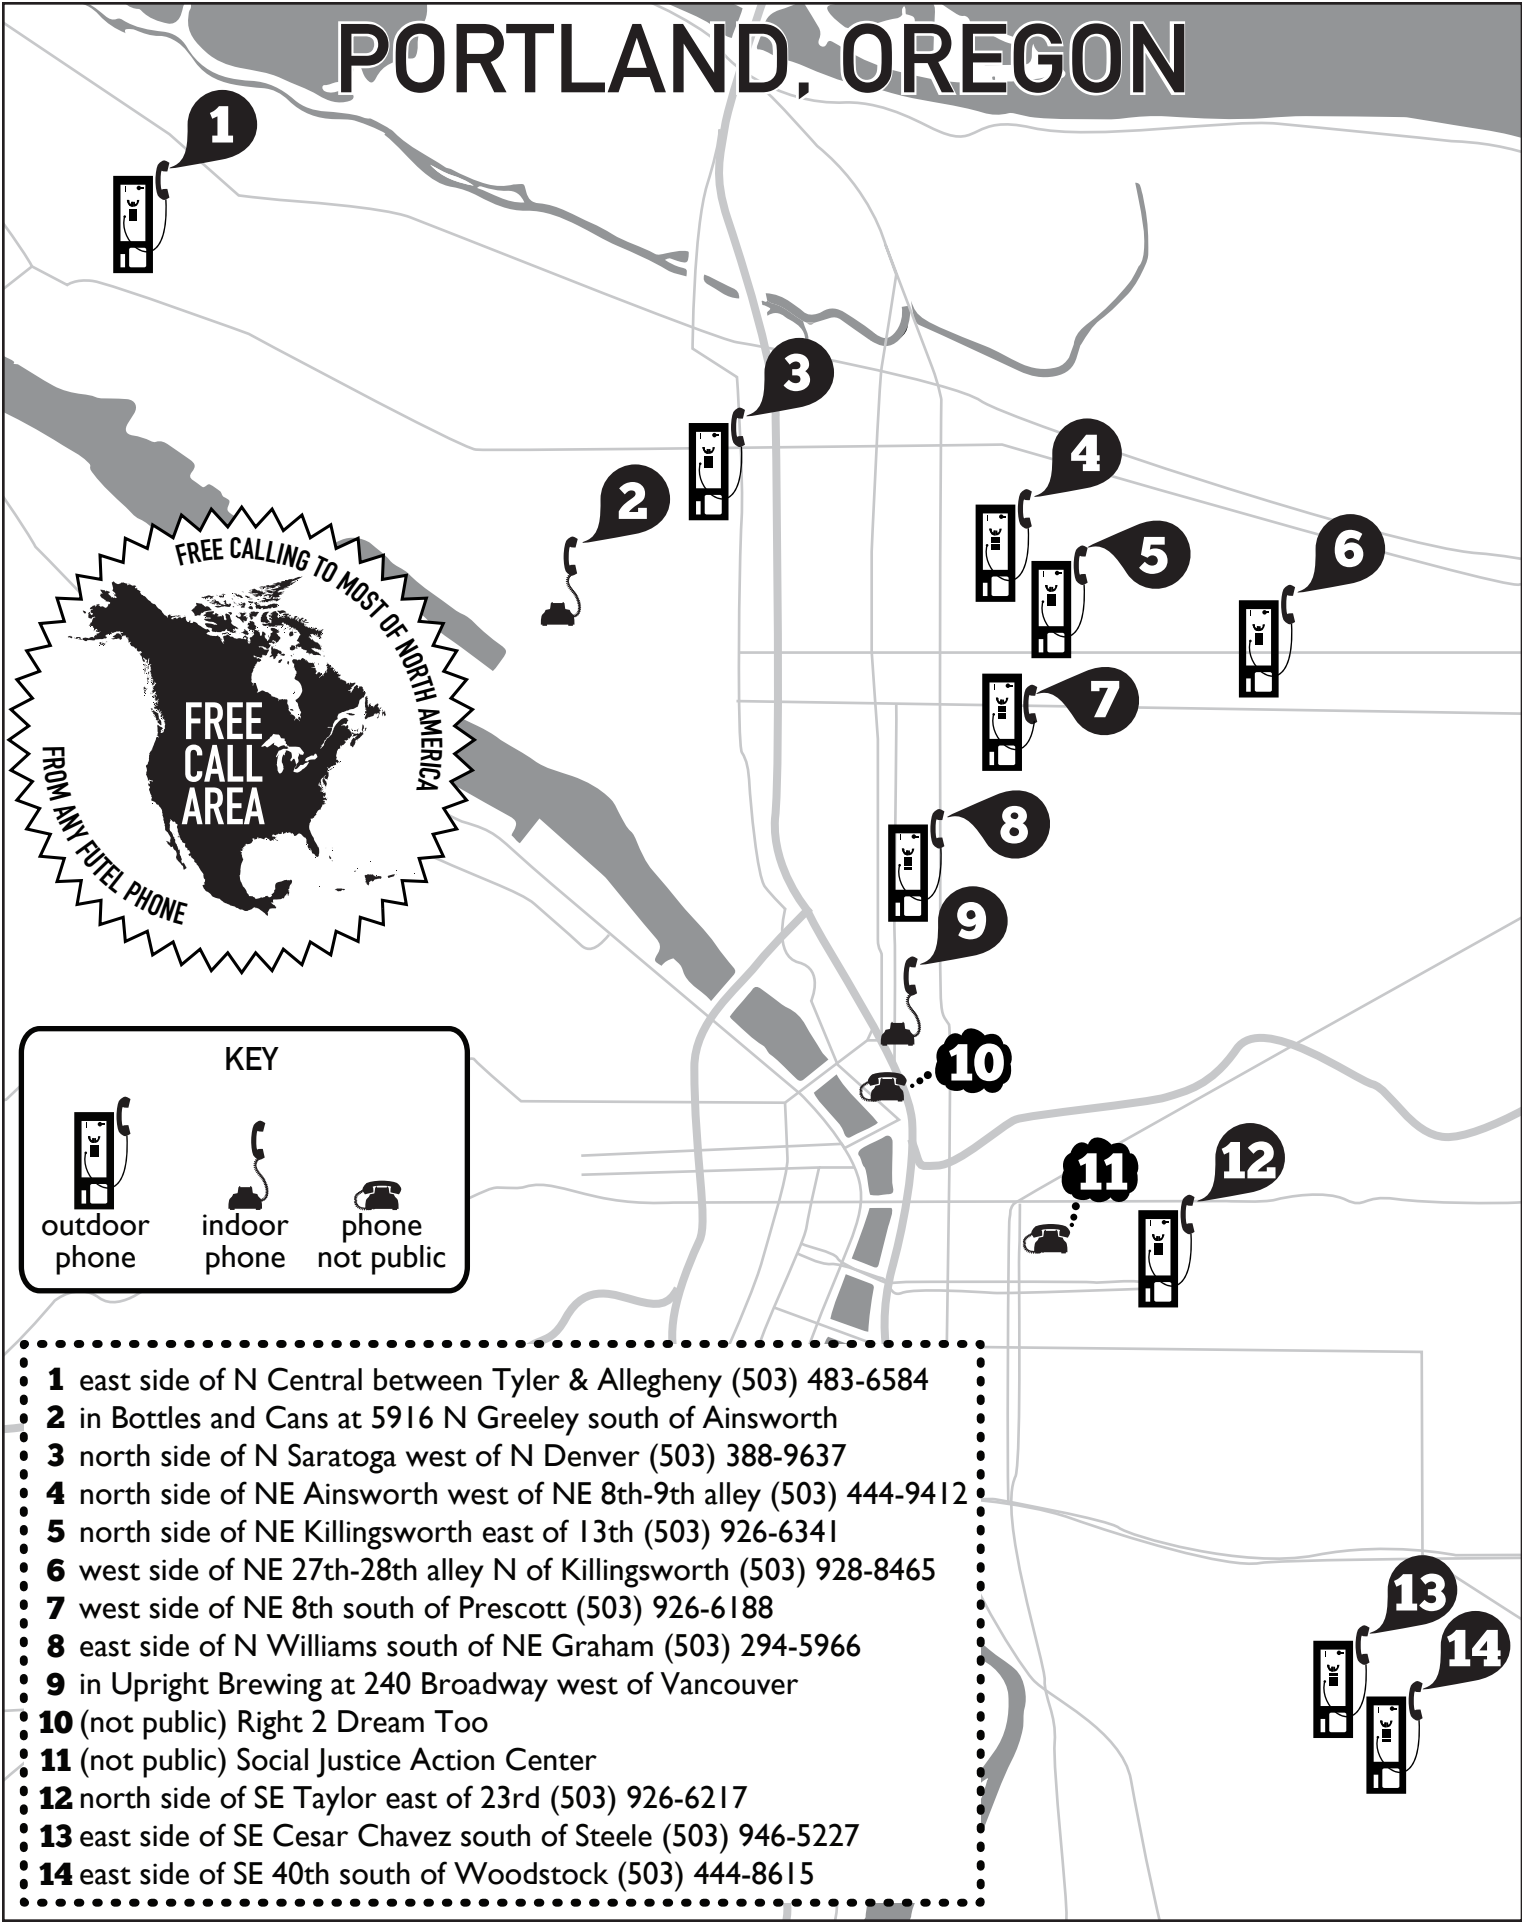 PORTLAND, OREGON
1
3
4
2
5
6
FREE CALLING TO MOST OF NORTH AMERICA
FREE
CALL
AREA
FROM ANY FUTEL PHONE
7
8
9
10
KEY
outdoor
phone
indoor
phone
phone
not public
11
12
1 east side of N Central between Tyler & Allegheny (503) 483-6584
2 in Bottles and Cans at 5916 N Greeley south of Ainsworth
3 north side of N Saratoga west of N Denver (503) 388-9637
4 north side of NE Ainsworth west of NE 8th-9th alley (503) 444-9412
5 north side of NE Killingsworth east of 13th (503) 926-6341
6 west side of NE 27th-28th alley N of Killingsworth (503) 928-8465
7 west side of NE 8th south of Prescott (503) 926-6188
8 east side of N Williams south of NE Graham (503) 294-5966
9 in Upright Brewing at 240 Broadway west of Vancouver
10 (not public) Right 2 Dream Too
11 (not public) Social Justice Action Center
12 north side of SE Taylor east of 23rd (503) 926-6217
13 east side of SE Cesar Chavez south of Steele (503) 946-5227
14 east side of SE 40th south of Woodstock (503) 444-8615
13
14